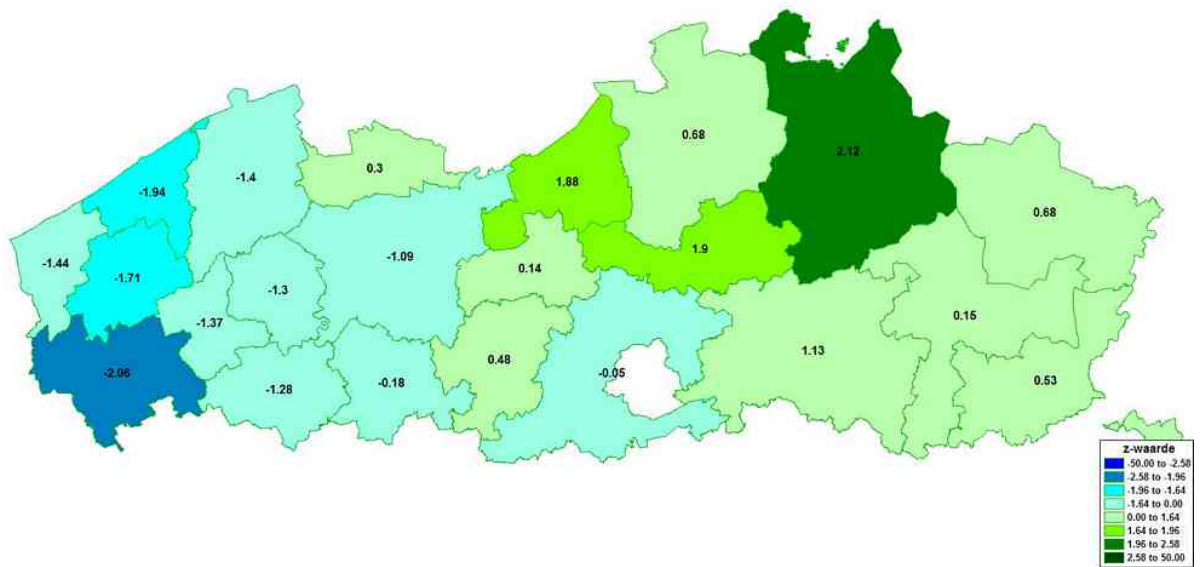 0.68
2.12
-1.94
-1.4
0.3
1.88
0.68
-1.44
-1.71
-1.3
-1.09
0.14
1.9
-1.37
0.15
-2.06
-1.28
-0.18
0.48
-0.05
1.13
0.53
z-waarde
-50.00 to -2.58
-2.58 to -1.96
-1.96 to -1.64
-1.64 to 0.00
0.00 to 1.64
1.64 to 1.96
1.96 to 2.58
2.58 to 50.00